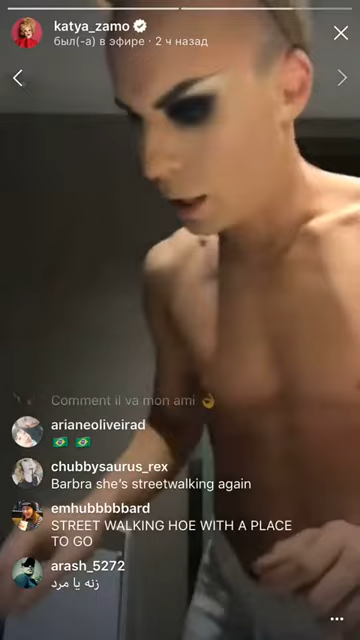 katya_zamo
был(-а) в эфире · 2 ч назад
Comment il va mon ami 👌
arianeoliveirad
🇧🇷 🇧🇷
chubbysaurus_rex
Barbra she's streetwalking again
emhubbbbbard
STREET WALKING HOE WITH A PLACE
TO GO
arash_5272
زنه یا مرد